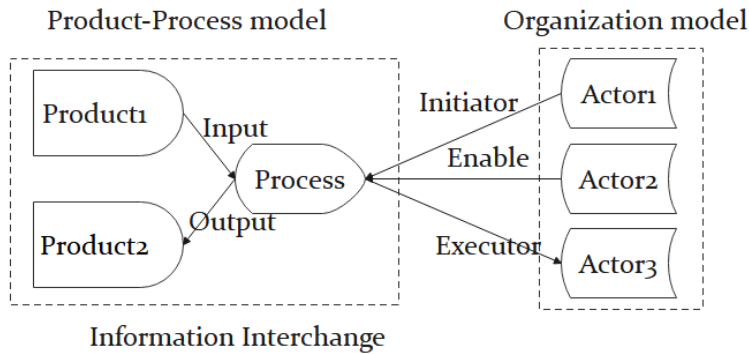 Product-Process model
Organization model
Product1
Input
Process
Output
Product2
Initiator
Enable
Executor
Actor1
Actor2
Actor3
Information Interchange